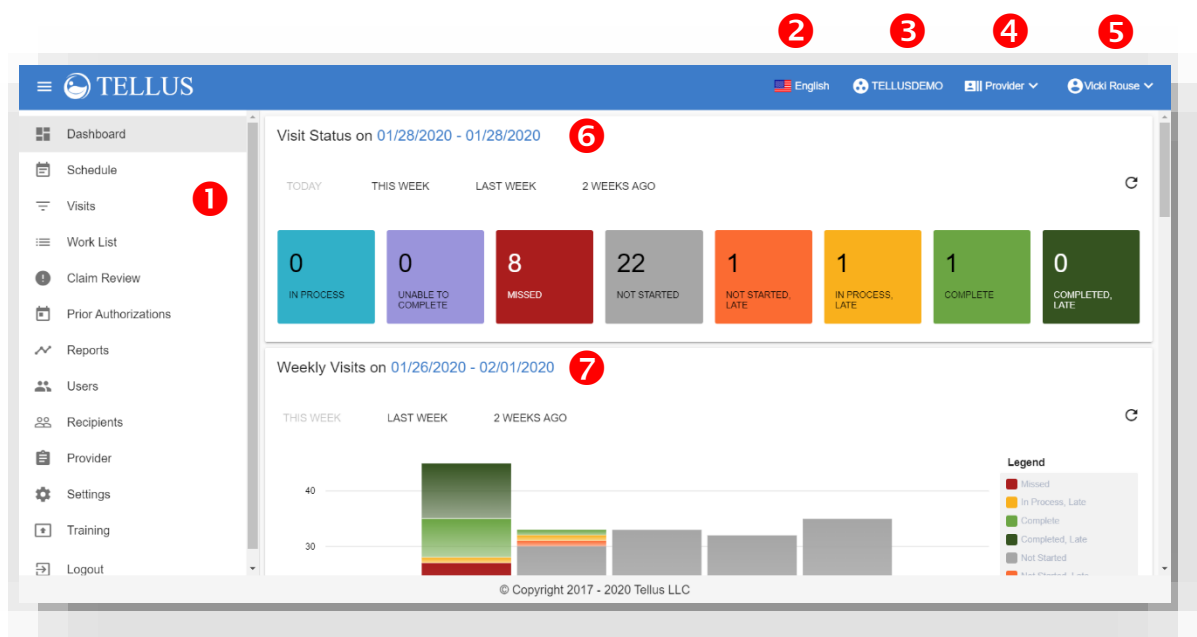 2 3 4 5
TELLUS English TELLUSDEMO Provider Vicki Rouse
Dashboard
Schedule
Visits
1
Work List
Claim Review
Prior Authorizations
Reports
Users
Recipients
Provider
Settings
Training
Logout
Visit Status on 01/28/2020 - 01/28/2020 6
TODAY THIS WEEK LAST WEEK 2 WEEKS AGO
0 0 8 22 1 1 1 0
IN PROCESS
UNABLE TO
COMPLETE
MISSED
NOT STARTED
NOT STARTED,
LATE
IN PROCESS,
LATE
COMPLETE
COMPLETED,
LATE
Weekly Visits on 01/26/2020 - 02/01/2020 7
THIS WEEK LAST WEEK 2 WEEKS AGO
40
30
Legend
Missed
In Process, Late
Complete
Completed, Late
Not Started
Not Started, Late
© Copyright 2017 - 2020 Tellus LLC